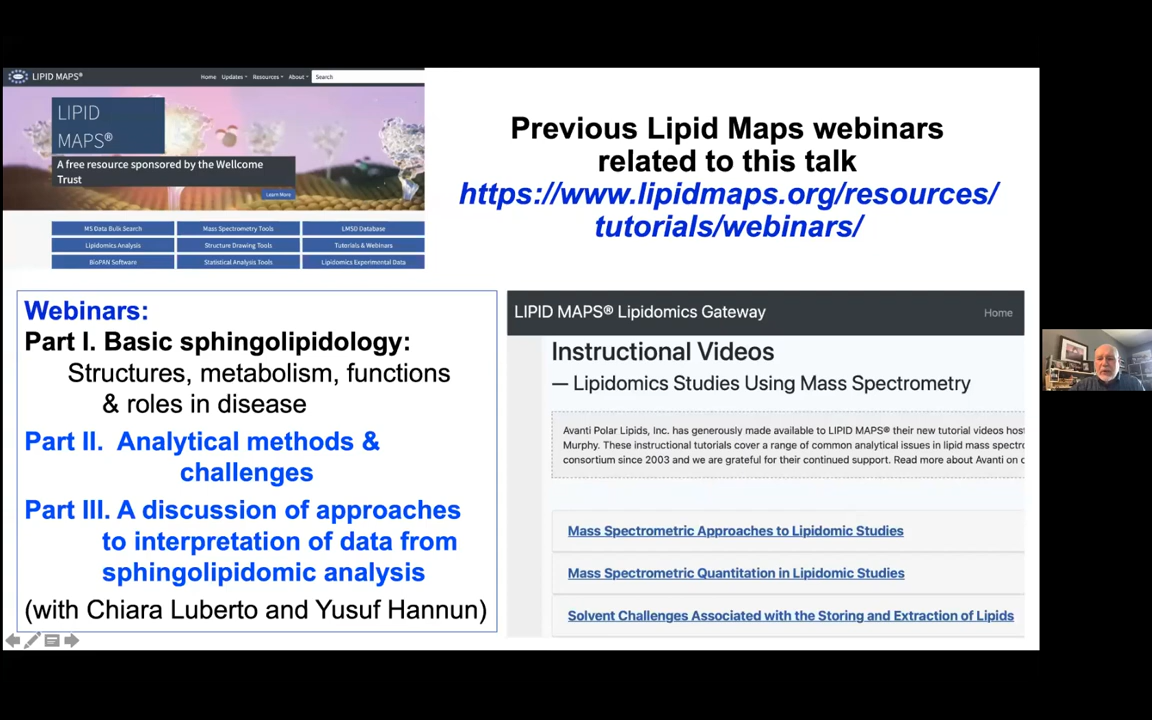 LIPID MAPS®
Home Updates Resources About Search
LIPID
MAPS®
A free resource sponsored by the Wellcome
Trust
Learn More
MS Data Bulk Search Mass Spectrometry Tools LMSD Database
Lipidomics Analysis Structure Drawing Tools Tutorials & Webinars
BioPAN Software Statistical Analysis Tools Lipidomics Experimental Data
Previous Lipid Maps webinars
related to this talk
https://www.lipidmaps.org/resources/
tutorials/webinars/
Webinars:
Part I. Basic sphingolipidology:
Structures, metabolism, functions
& roles in disease
Part II. Analytical methods &
challenges
Part III. A discussion of approaches
to interpretation of data from
sphingolipidomic analysis
(with Chiara Luberto and Yusuf Hannun)
LIPID MAPS® Lipidomics Gateway Home
Instructional Videos
— Lipidomics Studies Using Mass Spectrometry
Avanti Polar Lipids, Inc. has generously made available to LIPID MAPS® their new tutorial videos host
Murphy. These instructional tutorials cover a range of common analytical issues in lipid mass spectro
consortium since 2003 and we are grateful for their continued support. Read more about Avanti on o
Mass Spectrometric Approaches to Lipidomic Studies
Mass Spectrometric Quantitation in Lipidomic Studies
Solvent Challenges Associated with the Storing and Extraction of Lipids